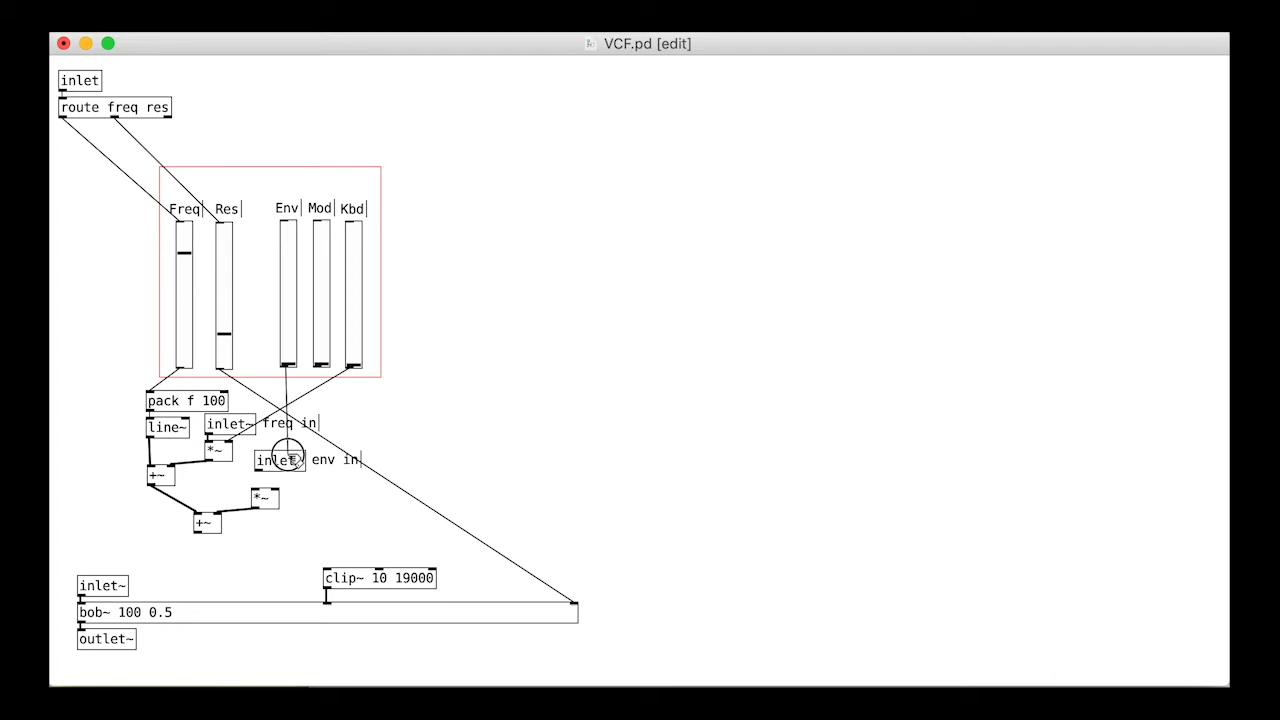 VCF.pd [edit]
inlet
route freq res
Freq Res Env Mod Kbd
pack f 100
inlet~ freq in
line~
*~
inlet~ env in
+~
*~
+~
clip~ 10 19000
inlet~
bob~ 100 0.5
outlet~